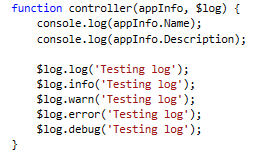 function controller(appInfo, $log) {
    console.log(appInfo.Name);
    console.log(appInfo.Description);

    $log.log('Testing log');
    $log.info('Testing log');
    $log.warn('Testing log');
    $log.error('Testing log');
    $log.debug('Testing log');
}